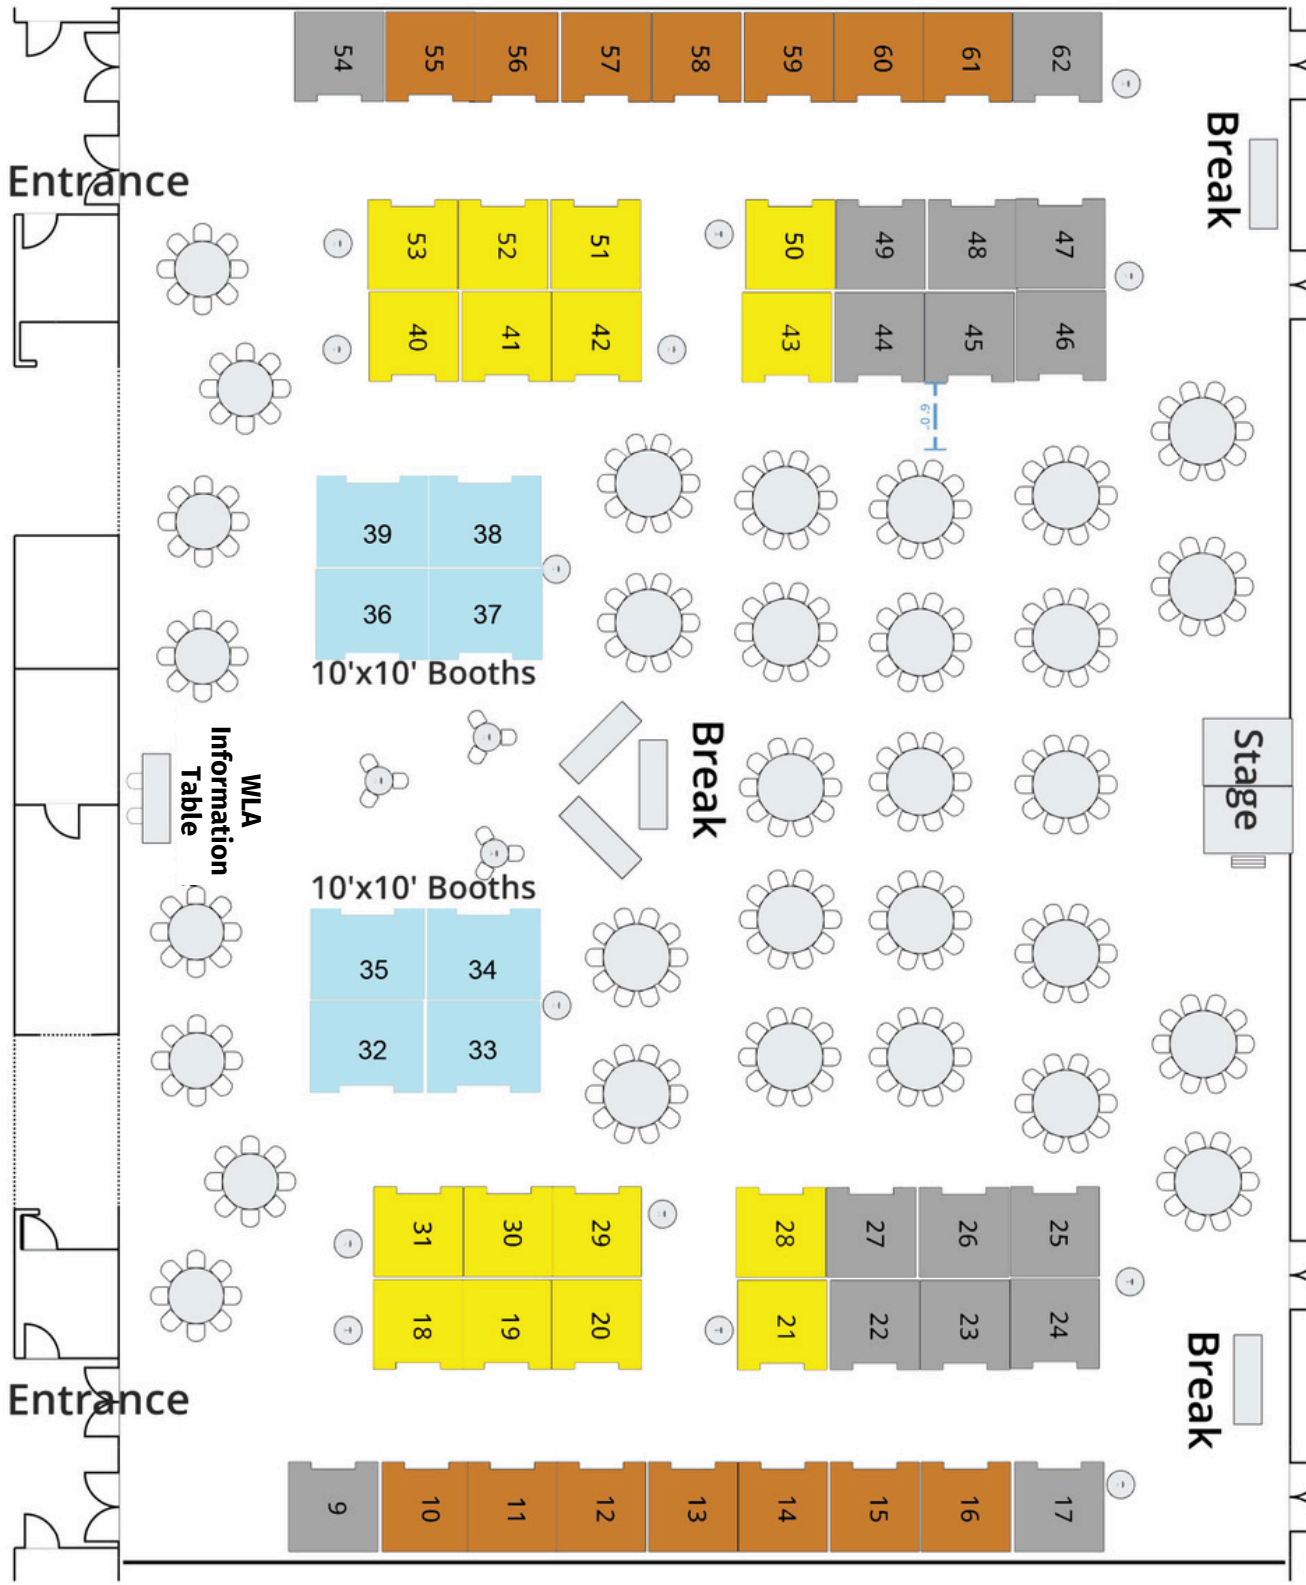 54 55 56 57 58 59 60 61 62
Entrance
Break
53 52 51 50 49 48 47
40 41 42 43 44 45 46
6'0"
39 38
36 37
10'x10' Booths
WLA
Information
Table
Break
Stage
10'x10' Booths
35 34
32 33
31 30 29 28 27 26 25
18 19 20 21 22 23 24
Entrance
Break
9 10 11 12 13 14 15 16 17